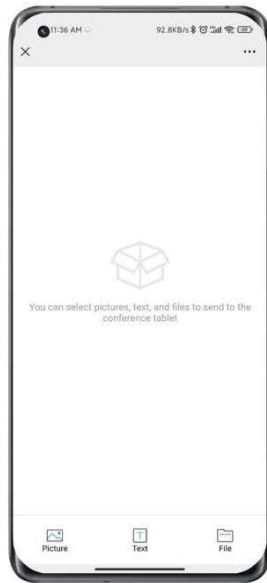 11:36 AM
92.8KB/s
You can select pictures, text, and files to send to the
conference tablet
Picture Text File